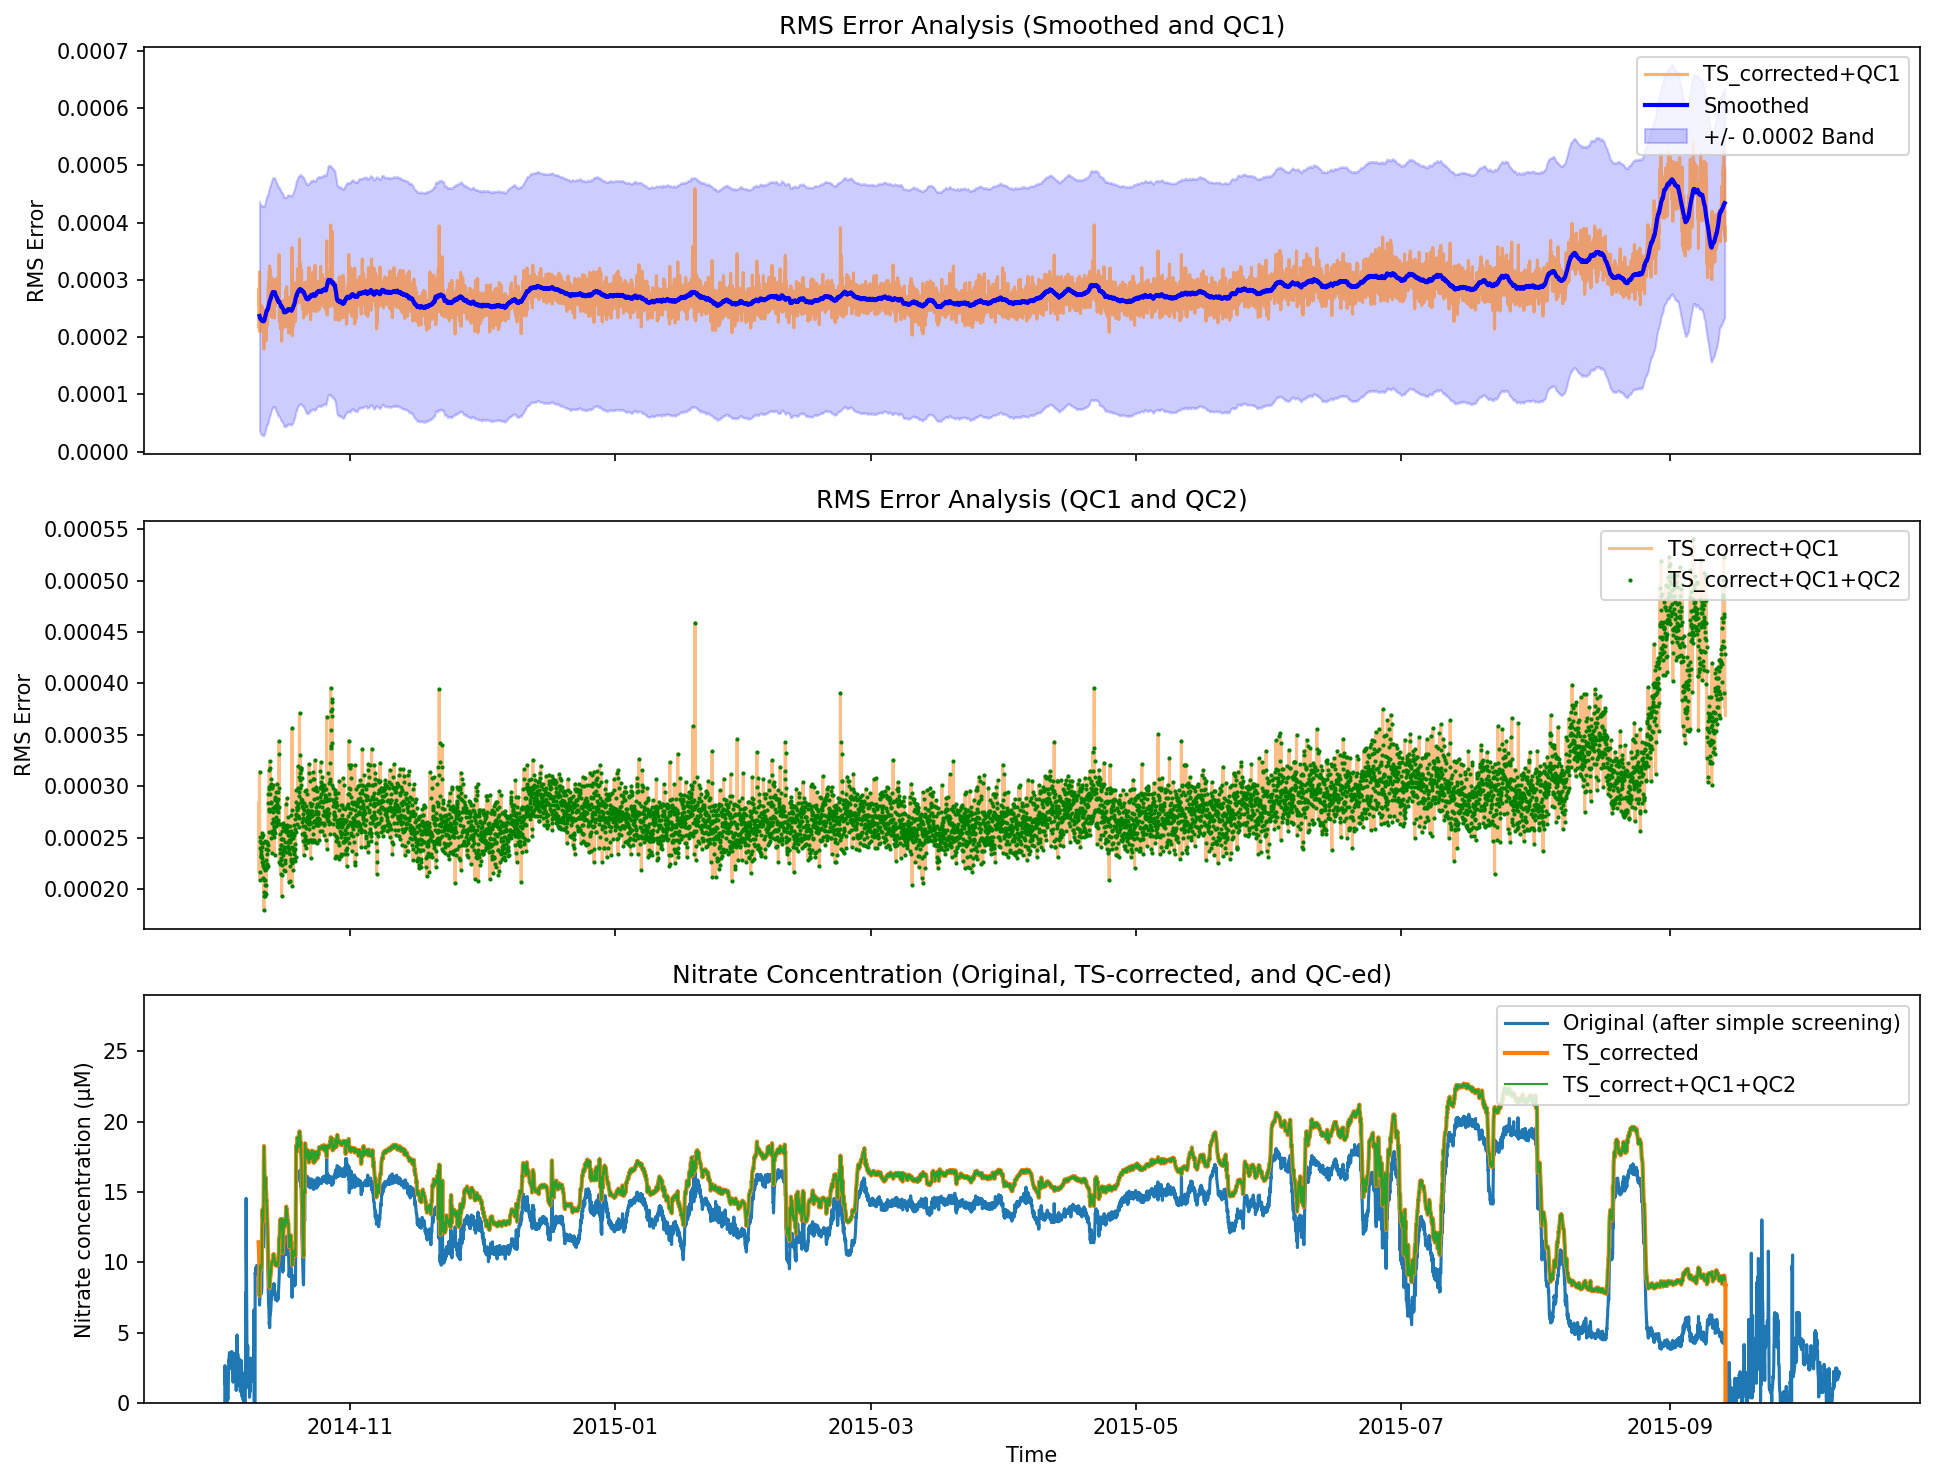 RMS Error Analysis (Smoothed and QC1)
0.0007
0.0006
0.0005
0.0004
0.0003
0.0002
0.0001
0.0000
RMS Error
TS_corrected+QC1
Smoothed
+/- 0.0002 Band
RMS Error Analysis (QC1 and QC2)
0.00055
0.00050
0.00045
0.00040
0.00035
0.00030
0.00025
0.00020
RMS Error
TS_correct+QC1
TS_correct+QC1+QC2
Nitrate Concentration (Original, TS-corrected, and QC-ed)
25
20
15
10
5
0
Nitrate concentration (µM)
Original (after simple screening)
TS_corrected
TS_correct+QC1+QC2
2014-11 2015-01 2015-03 2015-05 2015-07 2015-09
Time